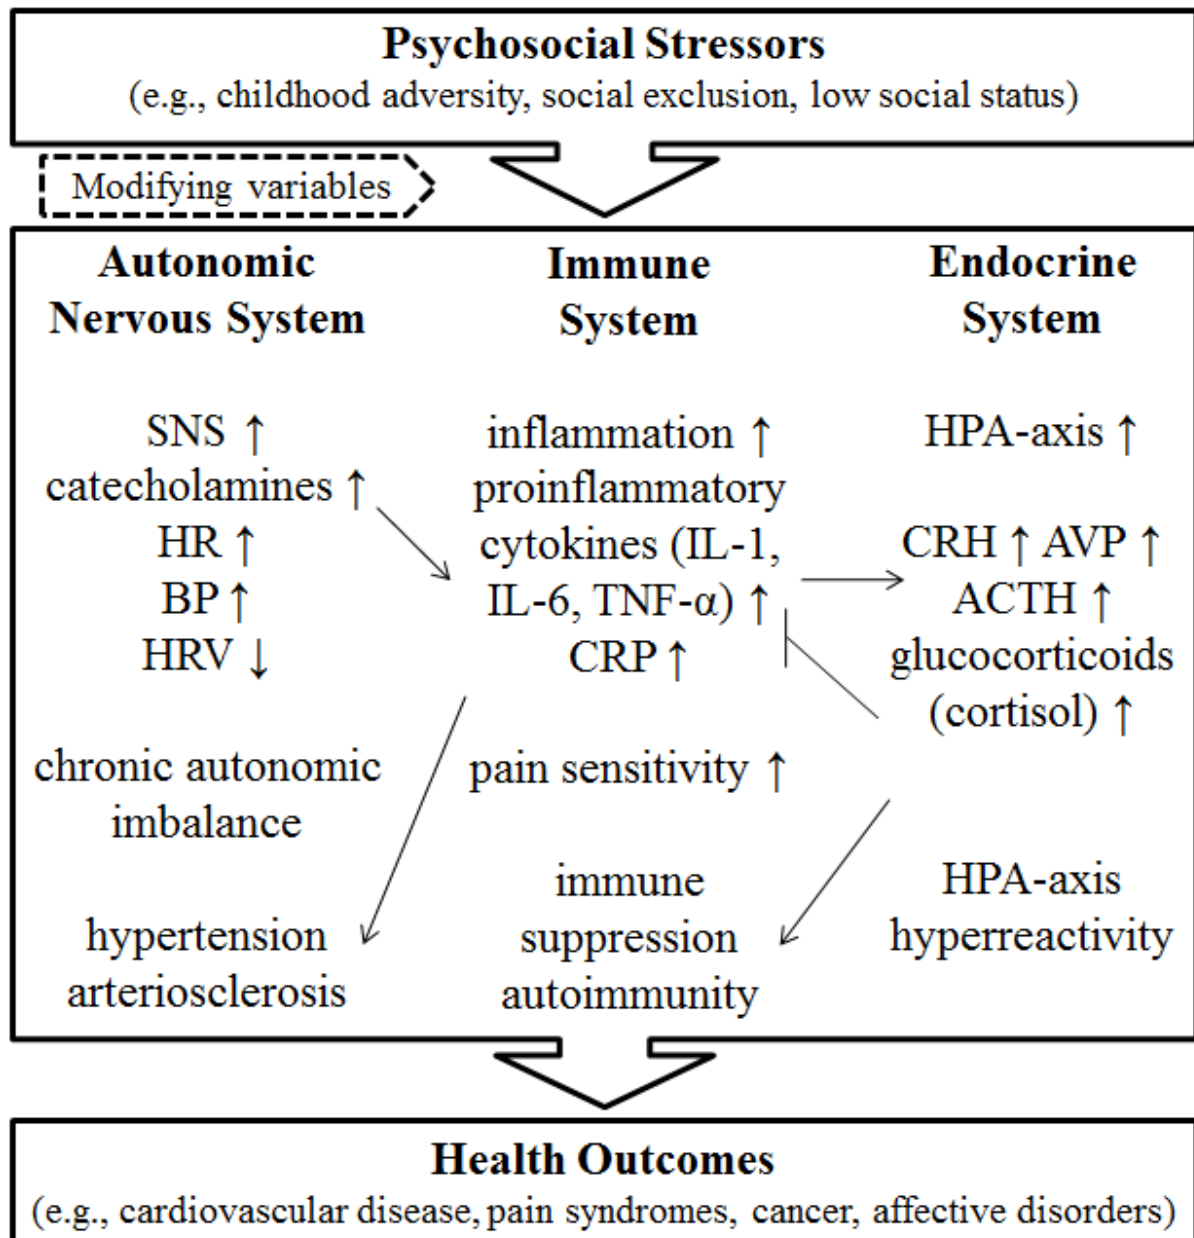 Psychosocial Stressors
(e.g., childhood adversity, social exclusion, low social status)
Modifying variables
Autonomic
Nervous System
SNS ↑
catecholamines ↑
HR ↑
BP ↑
HRV ↓
chronic autonomic
imbalance
hypertension
arteriosclerosis
Immune
System
inflammation ↑
proinflammatory
cytokines (IL-1,
IL-6, TNF-α) ↑
CRP ↑
pain sensitivity ↑
immune
suppression
autoimmunity
Endocrine
System
HPA-axis ↑
CRH ↑ AVP ↑
ACTH ↑
glucocorticoids
(cortisol) ↑
HPA-axis
hyperreactivity
Health Outcomes
(e.g., cardiovascular disease, pain syndromes, cancer, affective disorders)